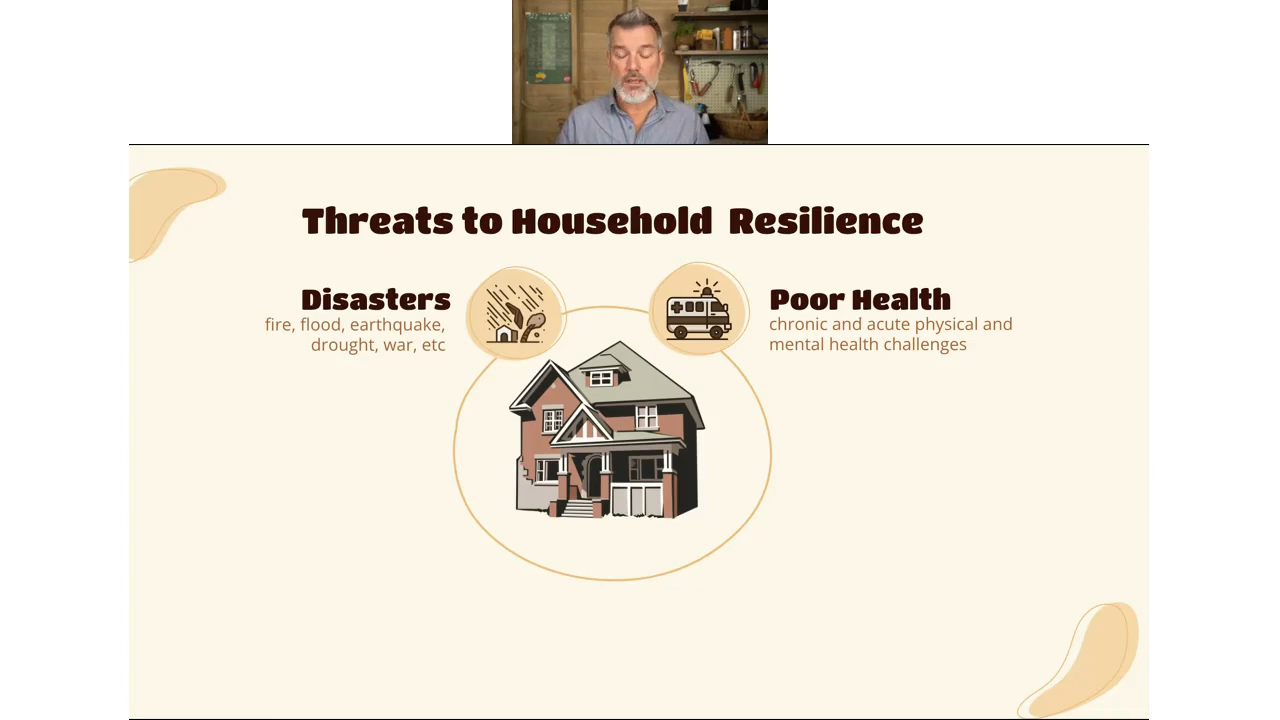 Threats to Household Resilience
Disasters
fire, flood, earthquake,
drought, war, etc
Poor Health
chronic and acute physical and
mental health challenges